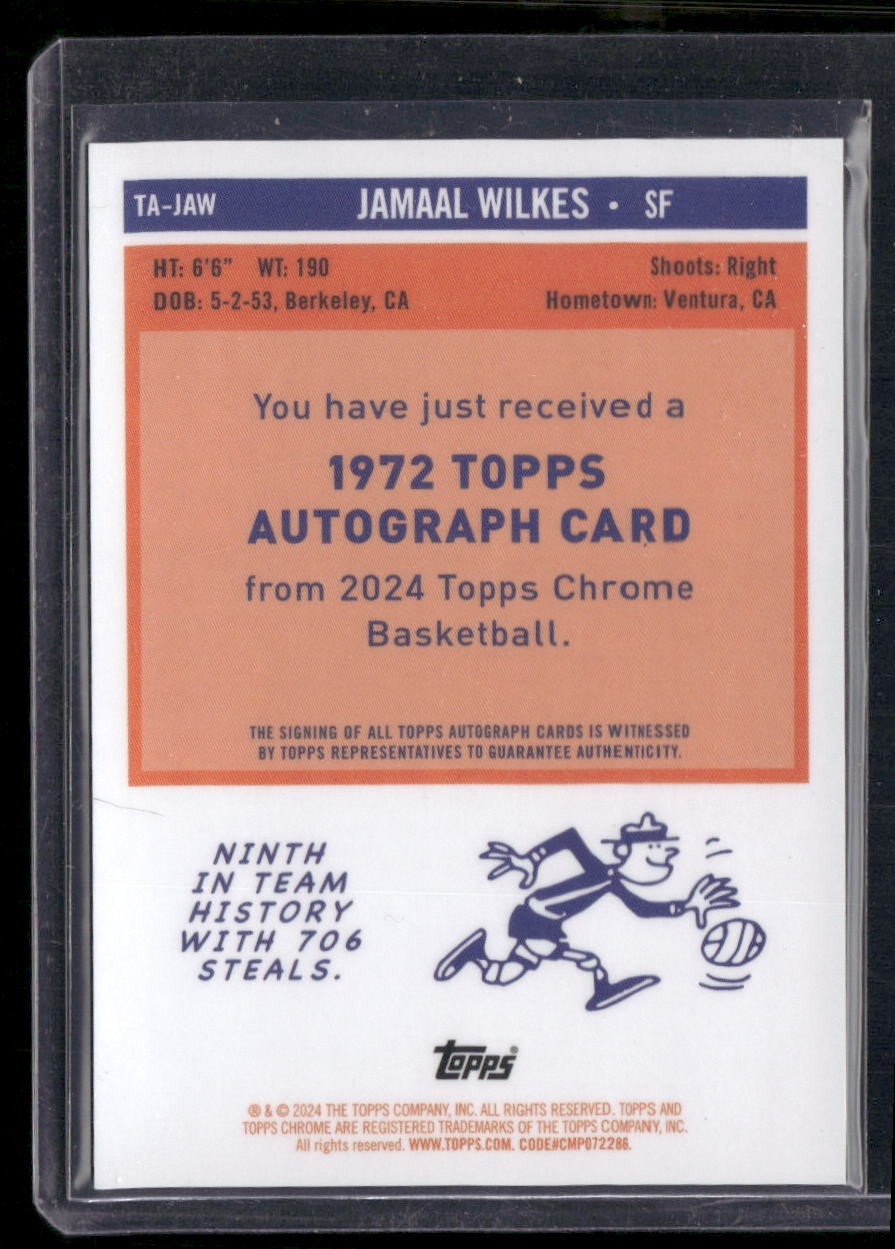 TA-JAW JAMAAL WILKES • SF
HT: 6'6" WT: 190 Shoots: Right
DOB: 5-2-53, Berkeley, CA Hometown: Ventura, CA
You have just received a
1972 TOPPS
AUTOGRAPH CARD
from 2024 Topps Chrome
Basketball.
THE SIGNING OF ALL TOPPS AUTOGRAPH CARDS IS WITNESSED
BY TOPPS REPRESENTATIVES TO GUARANTEE AUTHENTICITY.
NINTH
IN TEAM
HISTORY
WITH 706
STEALS.
Topps®
® & © 2024 THE TOPPS COMPANY, INC. ALL RIGHTS RESERVED. TOPPS AND
TOPPS CHROME ARE REGISTERED TRADEMARKS OF THE TOPPS COMPANY, INC.
All rights reserved. WWW.TOPPS.COM. CODE#CMP072286.